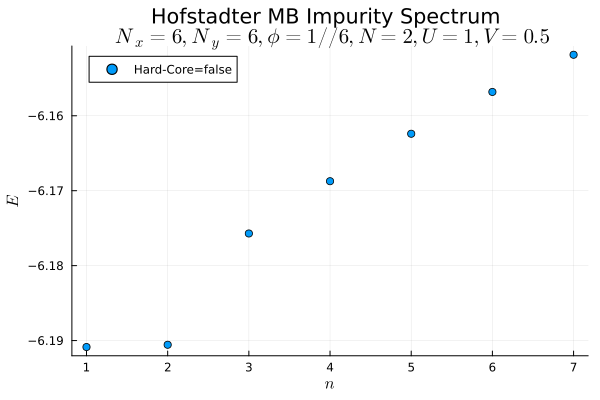 Hofstadter MB Impurity Spectrum
N_x = 6, N_y = 6, ϕ = 1//6, N = 2, U = 1, V = 0.5
Hard-Core=false
−6.16
−6.17
−6.18
−6.19
E
1 2 3 4 5 6 7
n